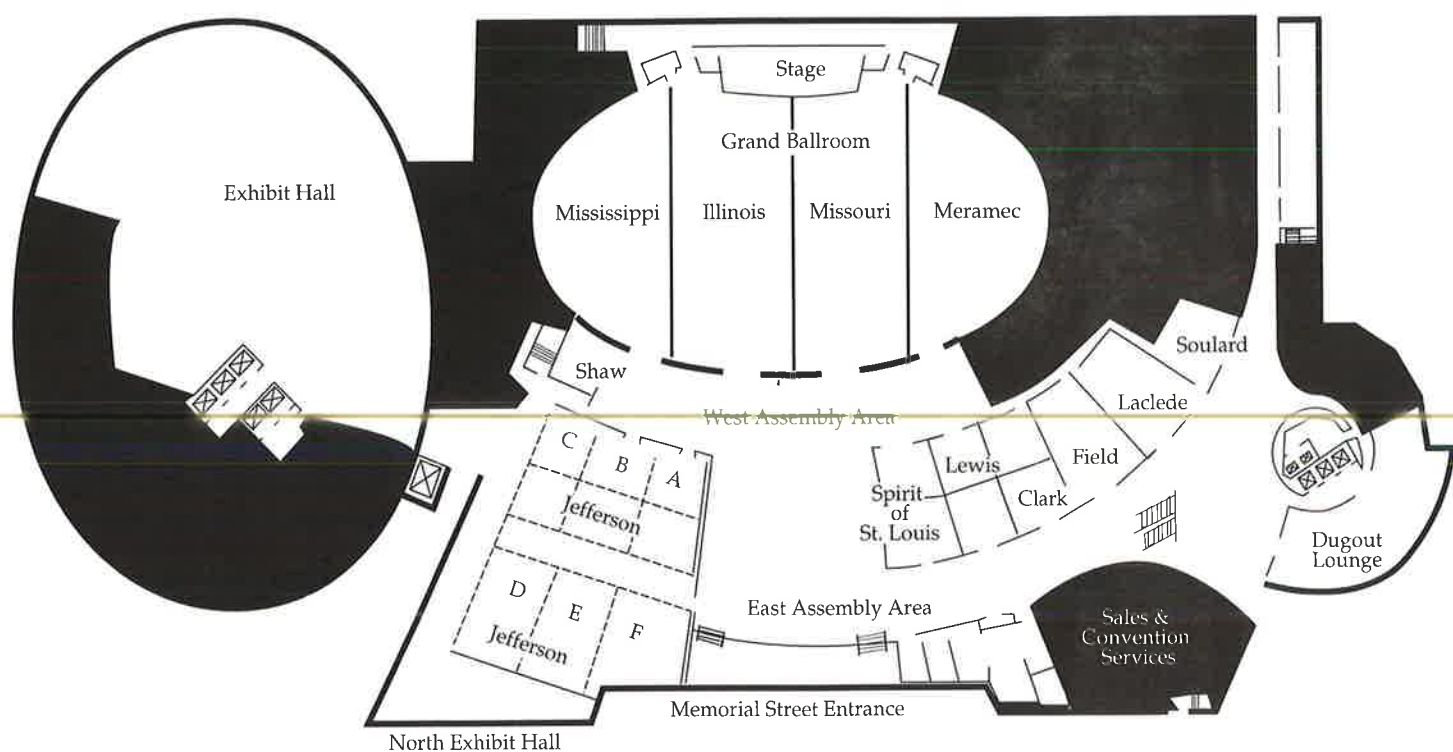 Stage
Grand Ballroom
Exhibit Hall
Mississippi
Illinois
Missouri
Meramec
Soulard
Shaw
Laclede
West Assembly Area
C
B
A
Lewis
Field
Jefferson
Spirit
of
St. Louis
Clark
Dugout
Lounge
D
E
F
Jefferson
East Assembly Area
Sales &
Convention
Services
Memorial Street Entrance
North Exhibit Hall